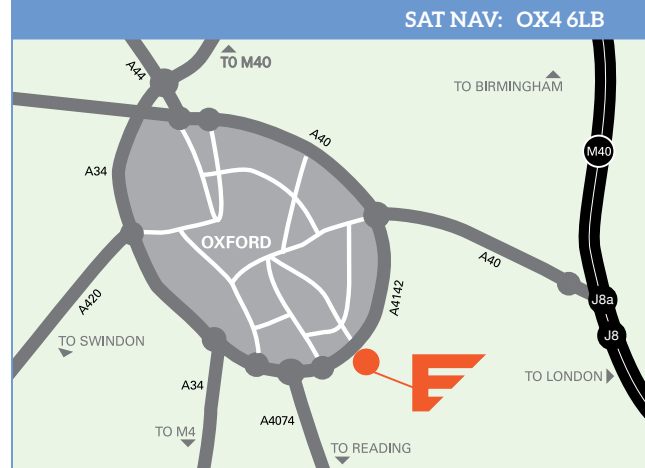 SAT NAV: OX4 6LB
A44
TO M40
TO BIRMINGHAM
A40
M40
A34
OXFORD
A40
A420
A4142
J8a
J8
TO SWINDON
TO LONDON
A34
A4074
TO M4
TO READING